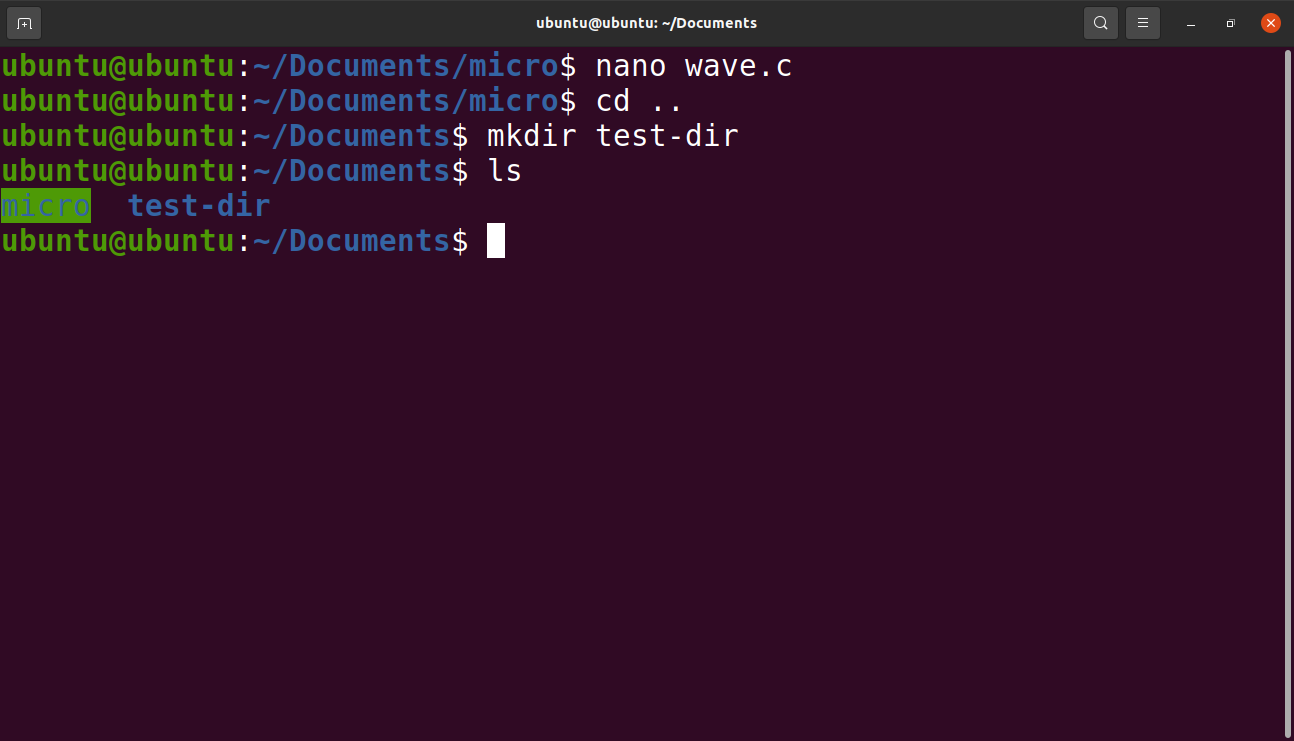 ubuntu@ubuntu: ~/Documents
ubuntu@ubuntu:~/Documents/micro$ nano wave.c
ubuntu@ubuntu:~/Documents/micro$ cd ..
ubuntu@ubuntu:~/Documents$ mkdir test-dir
ubuntu@ubuntu:~/Documents$ ls
micro  test-dir
ubuntu@ubuntu:~/Documents$